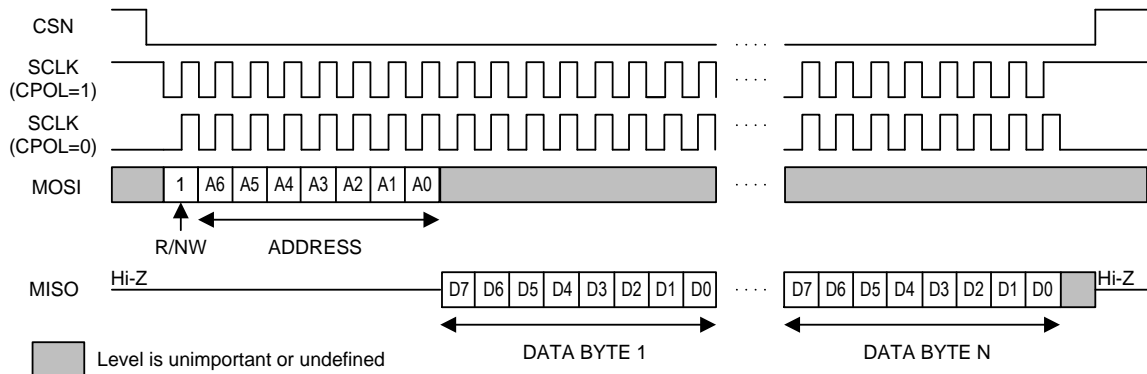 CSN
SCLK
(CPOL=1)
SCLK
(CPOL=0)
MOSI 1 A6 A5 A4 A3 A2 A1 A0
R/NW ADDRESS
MISO Hi-Z D7 D6 D5 D4 D3 D2 D1 D0 D7 D6 D5 D4 D3 D2 D1 D0 Hi-Z
DATA BYTE 1 DATA BYTE N
Level is unimportant or undefined